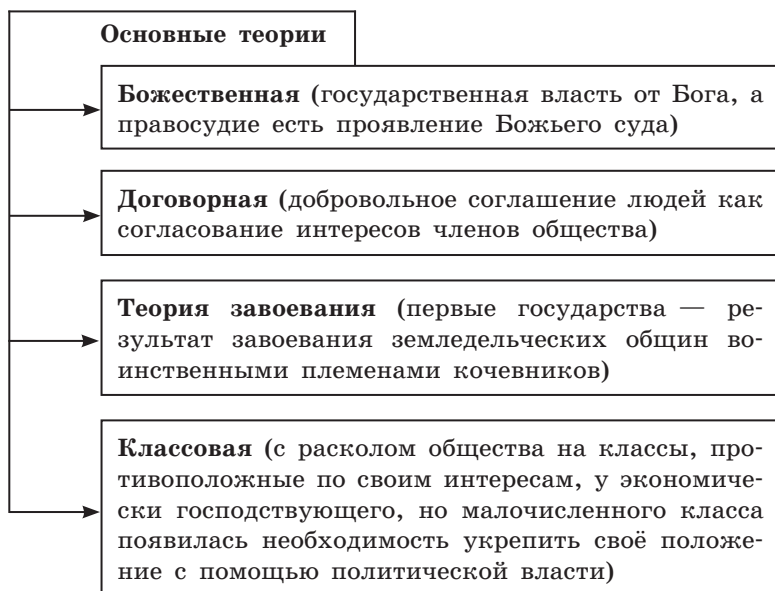 Основные теории
Божественная (государственная власть от Бога, а
правосудие есть проявление Божьего суда)
Договорная (добровольное соглашение людей как
согласование интересов членов общества)
Теория завоевания (первые государства — ре-
зультат завоевания земледельческих общин во-
инственными племенами кочевников)
Классовая (с расколом общества на классы, про-
тивоположные по своим интересам, у экономиче-
ски господствующего, но малочисленного класса
появилась необходимость укрепить своё положе-
ние с помощью политической власти)